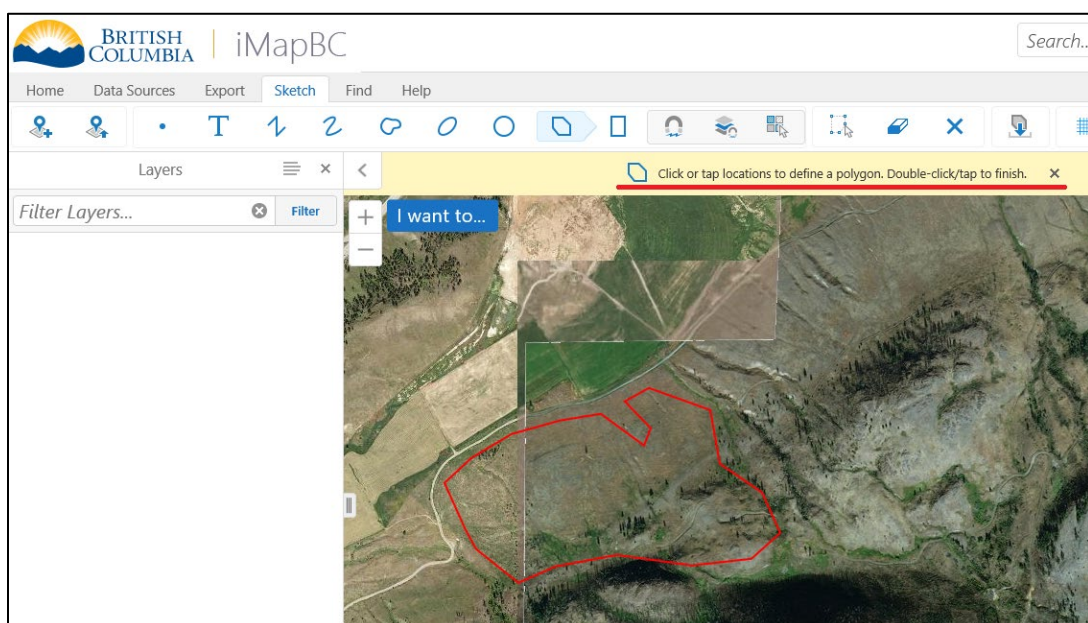 BRITISH
COLUMBIA
iMapBC
Search...
Home Data Sources Export Sketch Find Help
T
Layers
Click or tap locations to define a polygon. Double-click/tap to finish.
Filter Layers...
Filter
I want to...